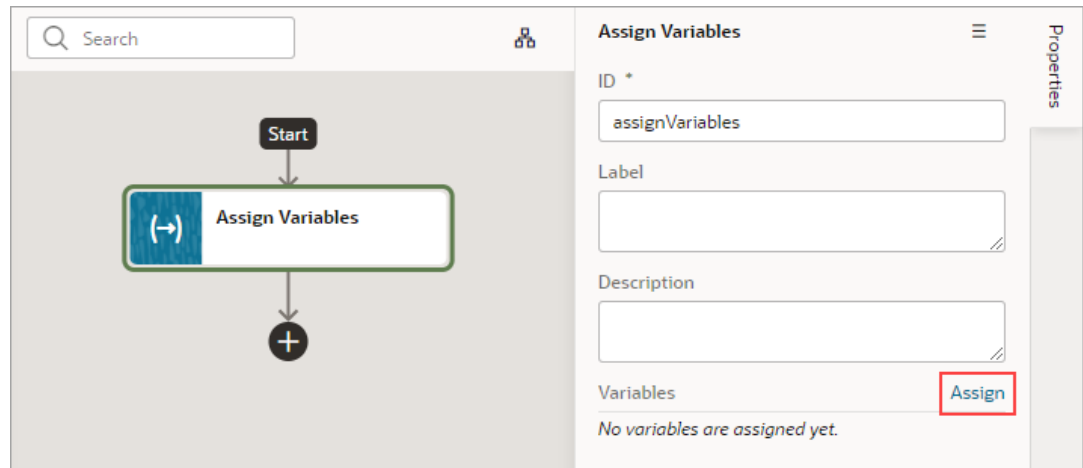 Search
Start
Assign Variables
Assign Variables
ID *
assignVariables
Label
Description
Variables
Assign
No variables are assigned yet.
Properties